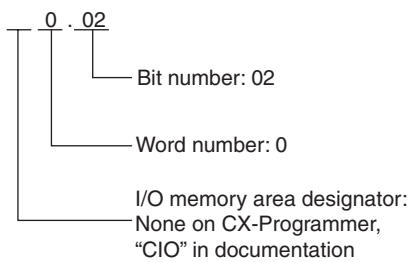 0 . 02
Bit number: 02
Word number: 0
I/O memory area designator:
None on CX-Programmer,
“CIO” in documentation